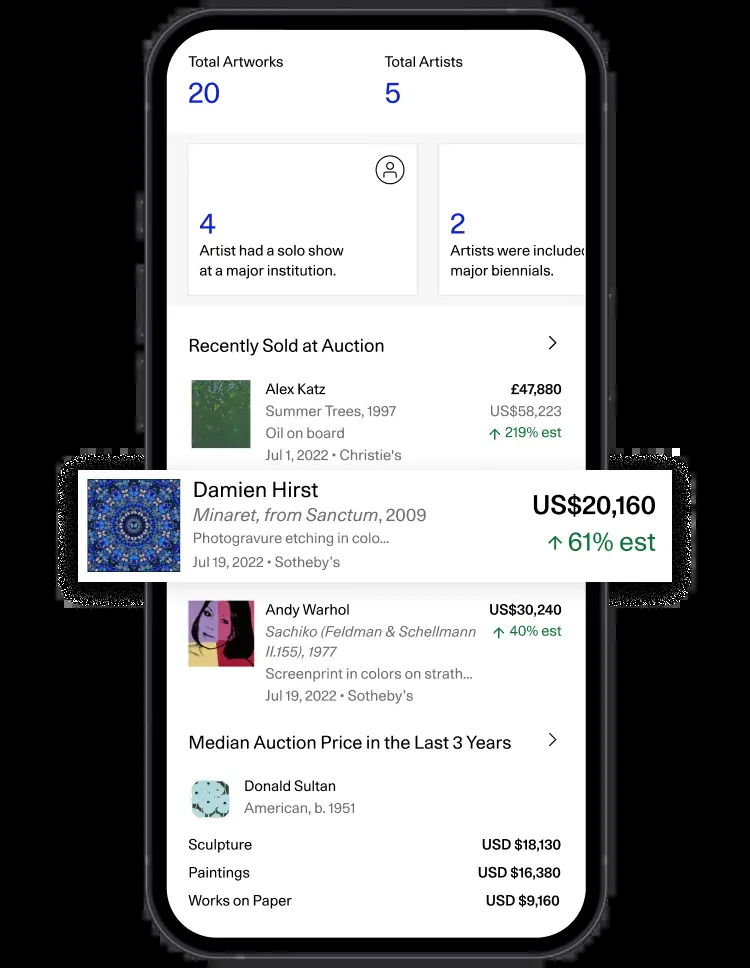 Total Artworks
Total Artists
20
5
4
2
Artist had a solo show
at a major institution.
Artists were included
major biennials.
Recently Sold at Auction
Alex Katz
£47,880
Summer Trees, 1997
US$58,223
Oil on board
↑ 219% est
Jul 1, 2022 • Christie's
Damien Hirst
US$20,160
Minaret, from Sanctum, 2009
Photogravure etching in colo...
↑ 61% est
Jul 19, 2022 • Sotheby's
Andy Warhol
US$30,240
Sachiko (Feldman & Schellmann
↑ 40% est
II.155), 1977
Screenprint in colors on strath...
Jul 19, 2022 • Sotheby's
Median Auction Price in the Last 3 Years
Donald Sultan
American, b. 1951
Sculpture
USD $18,130
Paintings
USD $16,380
Works on Paper
USD $9,160